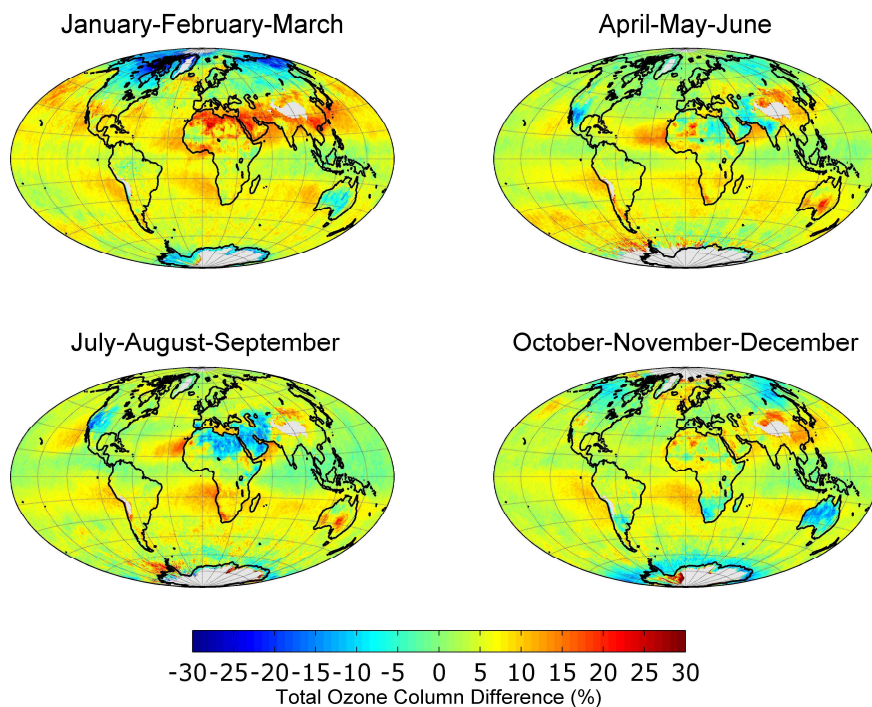 January-February-March
April-May-June
July-August-September
October-November-December
-30 -25 -20 -15 -10 -5 0 5 10 15 20 25 30
Total Ozone Column Difference (%)